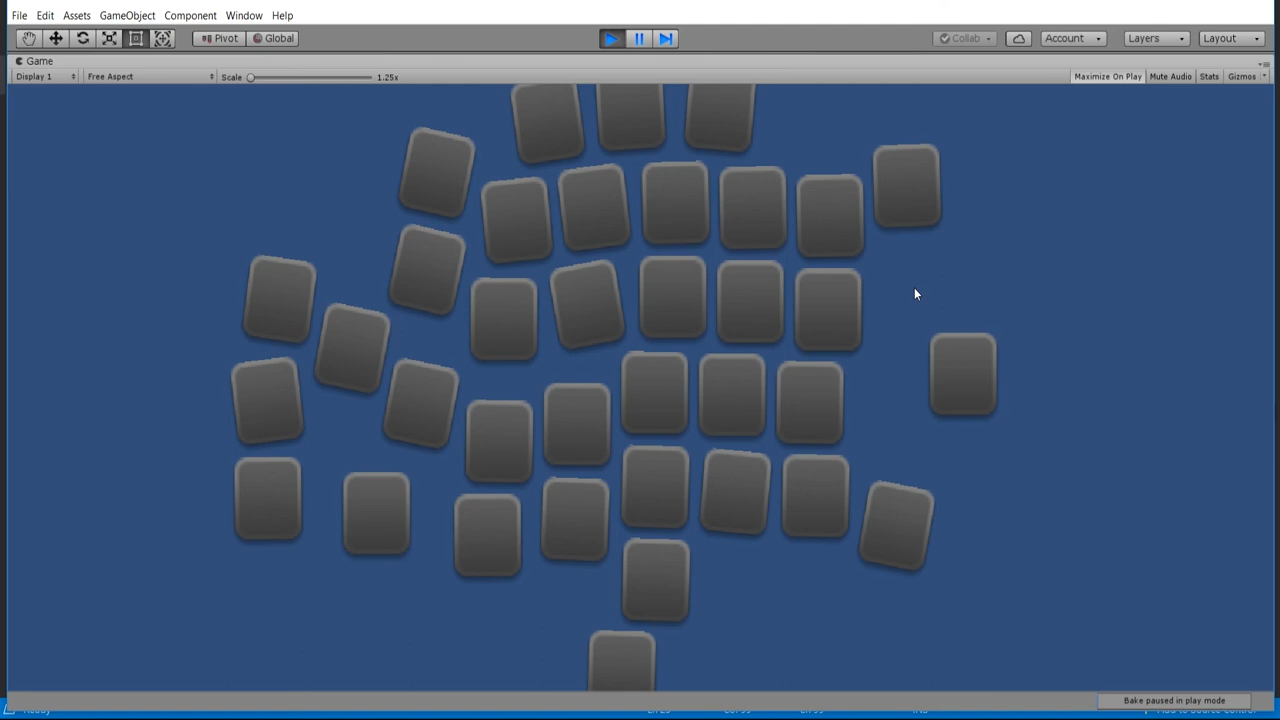 File Edit Assets GameObject Component Window Help
Pivot Global Collab Account Layers Layout
Game
Display 1 Free Aspect Scale 1.25x Maximize On Play Mute Audio Stats Gizmos
Bake paused in play mode